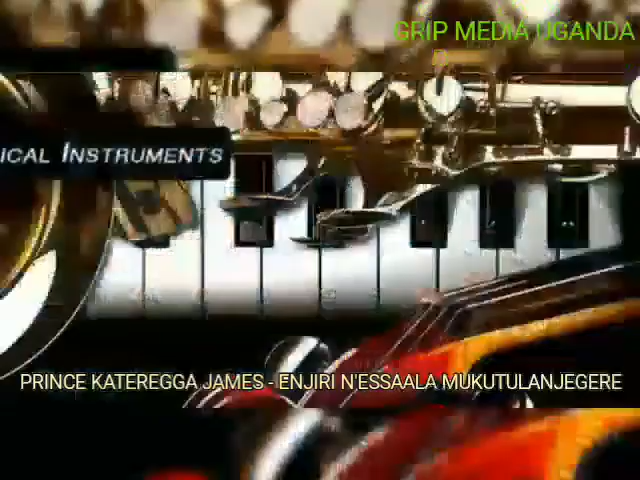 GRIP MEDIA UGANDA
ICAL INSTRUMENTS
PRINCE KATEREGGA JAMES - ENJIRI N'ESSAALA MUKUTULANJEGERE